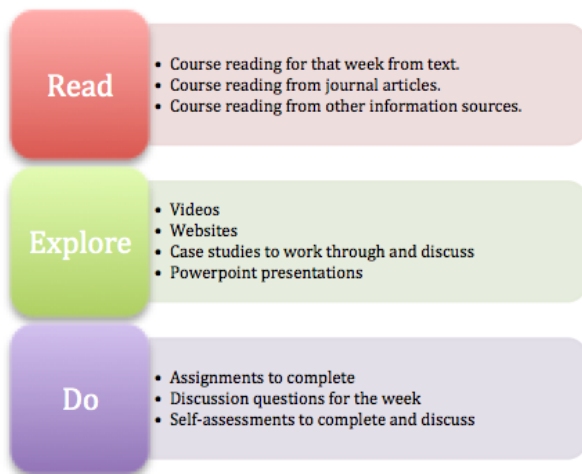 Read
• Course reading for that week from text.
• Course reading from journal articles.
• Course reading from other information sources.
Explore
• Videos
• Websites
• Case studies to work through and discuss
• Powerpoint presentations
Do
• Assignments to complete
• Discussion questions for the week
• Self-assessments to complete and discuss